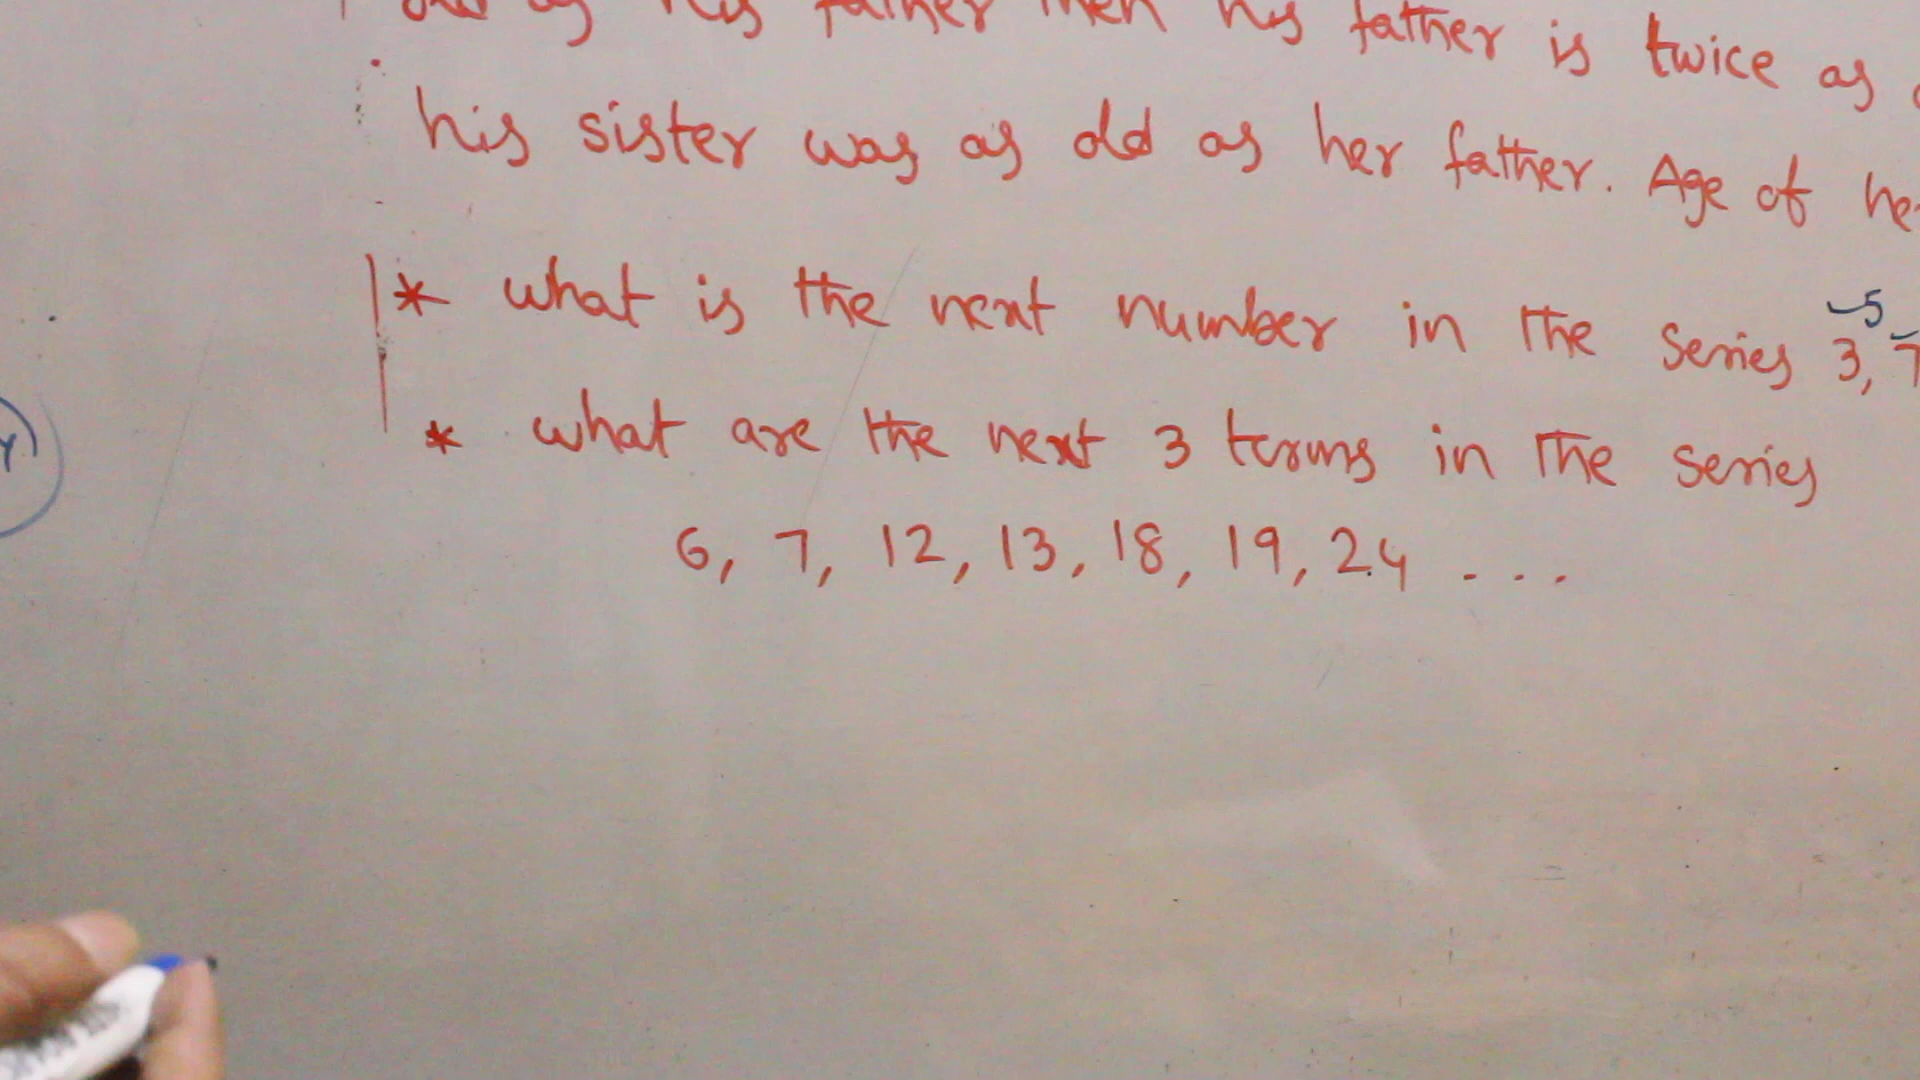 his father then his father is twice as
his sister was as old as her father. Age of
* what is the next number in the series 3, 7
5
* what are the next 3 terms in the series
6, 7, 12, 13, 18, 19, 24 ...